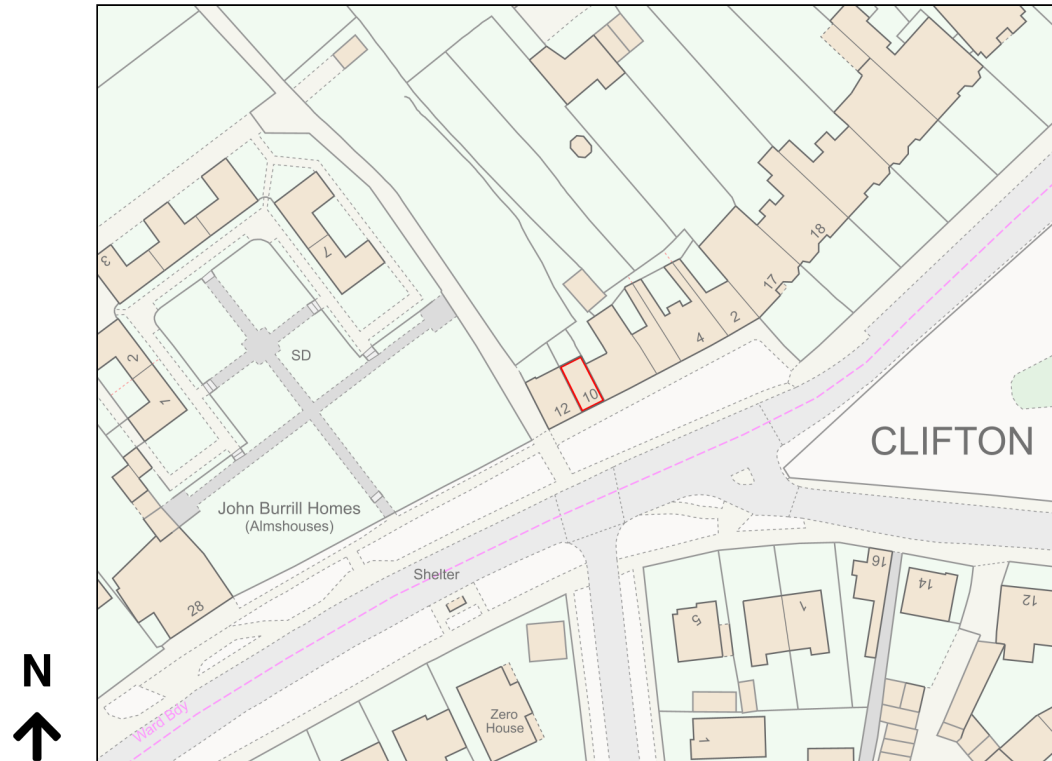 3
7
2
1
SD
John Burrill Homes
(Almshouses)
28
12
10
4
2
17
18
CLIFTON
Shelter
Ward Bdy
Zero
House
5
1
16
14
12
1
N